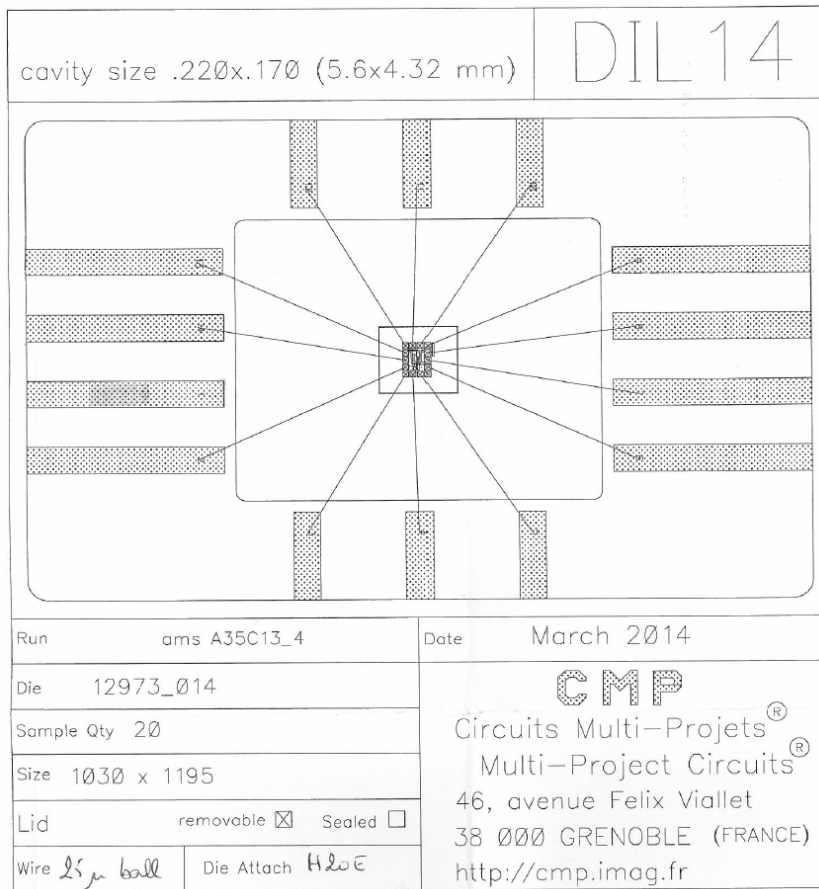 cavity size .220x.170 (5.6x4.32 mm)
DIL14
Run ams A35C13_4
Date March 2014
Die 12973_014
Sample Qty 20
Size 1030 x 1195
Lid removable ☒ Sealed ☐
Wire 25 μ ball
Die Attach H20E
CMP
Circuits Multi-Projets®
Multi-Project Circuits®
46, avenue Felix Viallet
38 000 GRENOBLE (FRANCE)
http://cmp.imag.fr